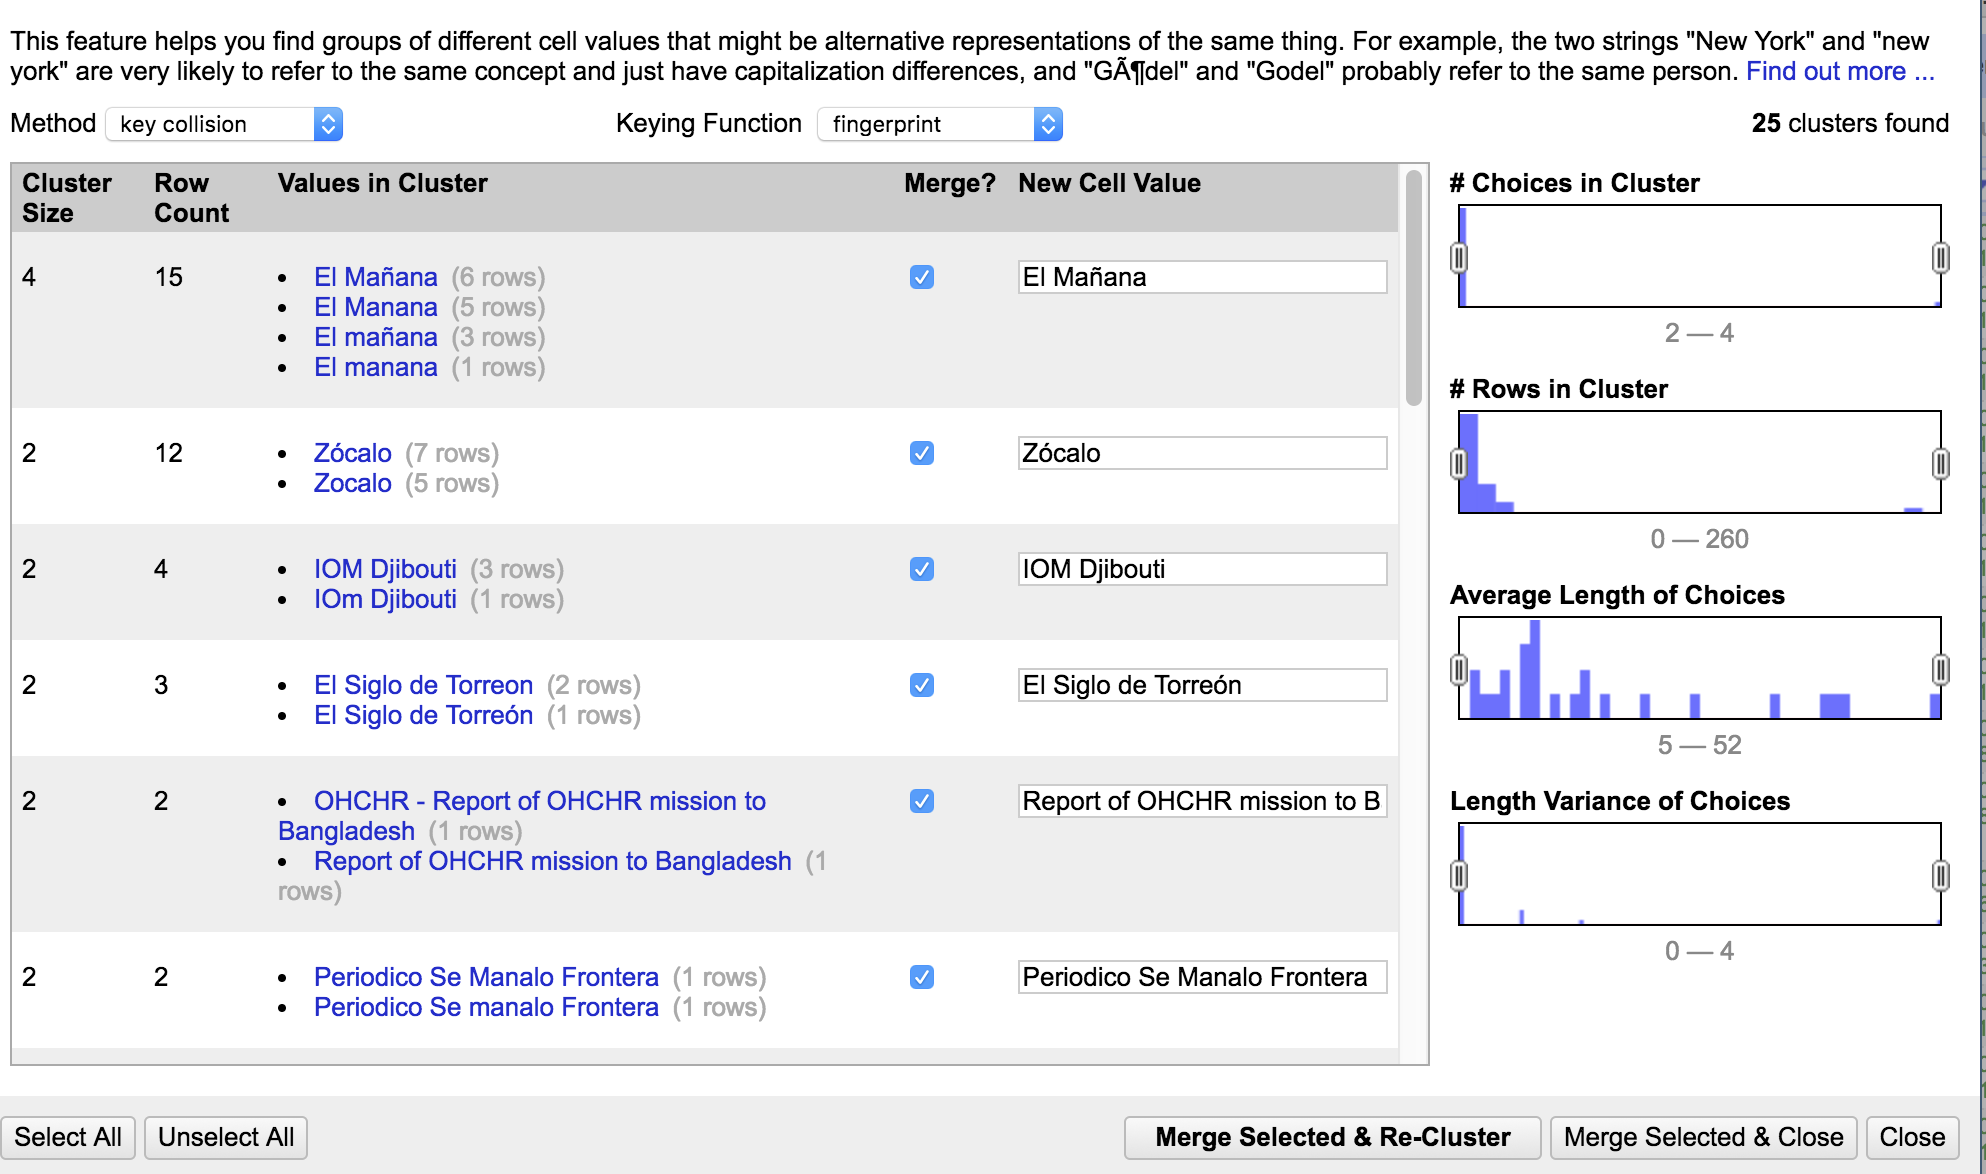 This feature helps you find groups of different cell values that might be alternative representations of the same thing. For example, the two strings "New York" and "new
york" are very likely to refer to the same concept and just have capitalization differences, and "GÃ¶del" and "Godel" probably refer to the same person. Find out more ...
Method key collision Keying Function fingerprint 25 clusters found
Cluster Size Row Count Values in Cluster Merge? New Cell Value
4 15 • El Mañana (6 rows) El Mañana
• El Manana (5 rows)
• El mañana (3 rows)
• El manana (1 rows)
2 12 • Zócalo (7 rows) Zócalo
• Zocalo (5 rows)
2 4 • IOM Djibouti (3 rows) IOM Djibouti
• IOm Djibouti (1 rows)
2 3 • El Siglo de Torreon (2 rows) El Siglo de Torreón
• El Siglo de Torreón (1 rows)
2 2 • OHCHR - Report of OHCHR mission to Report of OHCHR mission to B
Bangladesh (1 rows)
• Report of OHCHR mission to Bangladesh (1
rows)
2 2 • Periodico Se Manalo Frontera (1 rows) Periodico Se Manalo Frontera
• Periodico Se manalo Frontera (1 rows)
# Choices in Cluster
2 — 4
# Rows in Cluster
0 — 260
Average Length of Choices
5 — 52
Length Variance of Choices
0 — 4
Select All Unselect All Merge Selected & Re-Cluster Merge Selected & Close Close